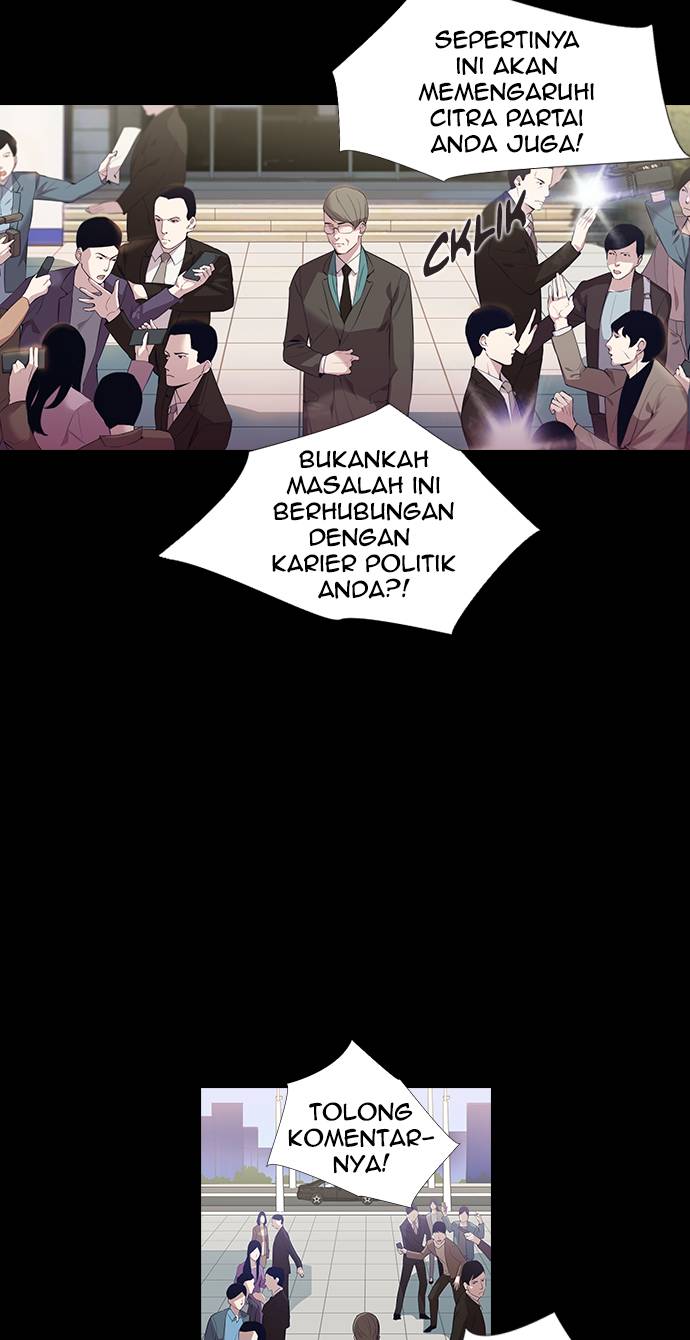 SEPERTINYA
INI AKAN
MEMENGARUHI
CITRA PARTAI
ANDA JUGA!
CKLIK
BUKANKAH
MASALAH INI
BERHUBUNGAN
DENGAN
KARIER POLITIK
ANDA?!
TOLONG
KOMENTAR-
NYA!